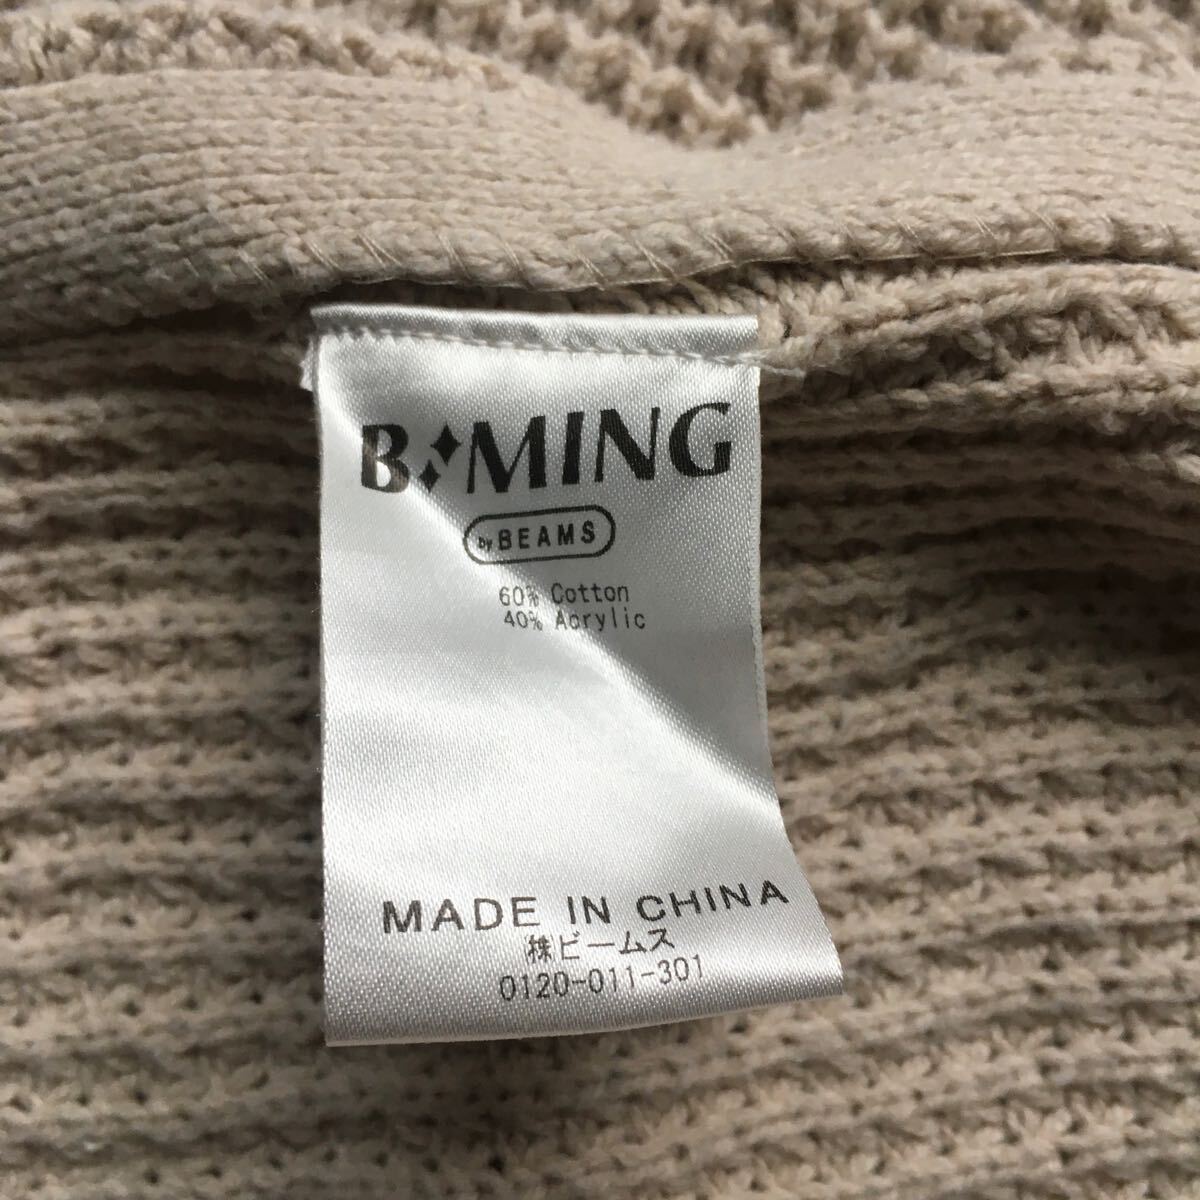 B:MING
by BEAMS
60% Cotton
40% Acrylic
MADE IN CHINA
株ビームス
0120-011-301